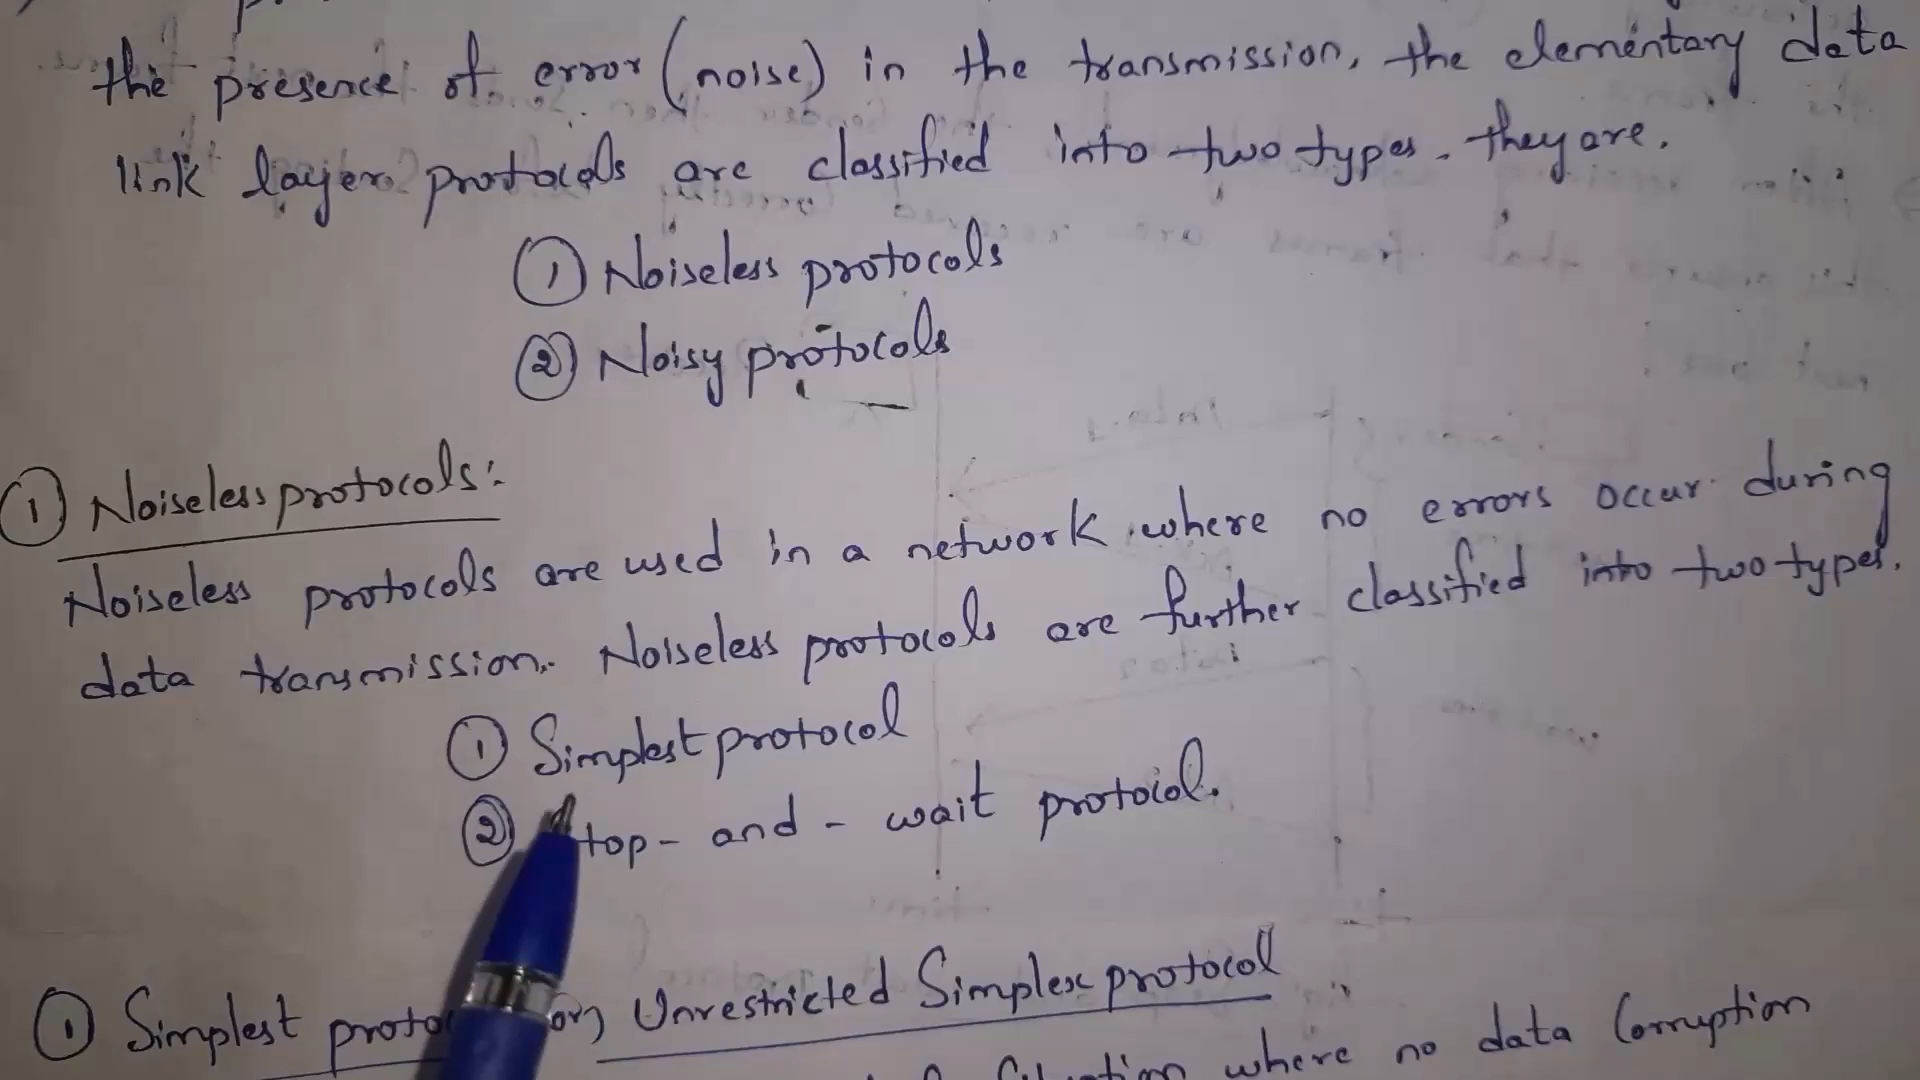 the presence of error (noise) in the transmission, the elementary data
link layer protocols are classified into two types. they are.
① Noiseless protocols
② Noisy protocols
① Noiseless protocols:
Noiseless protocols are used in a network where no errors occur during
data transmission. Noiseless protocols are further classified into two types.
① Simplest protocol
② top - and - wait protocol.
① Simplest (or) Unrestricted Simplex protocol
where no data Corruption